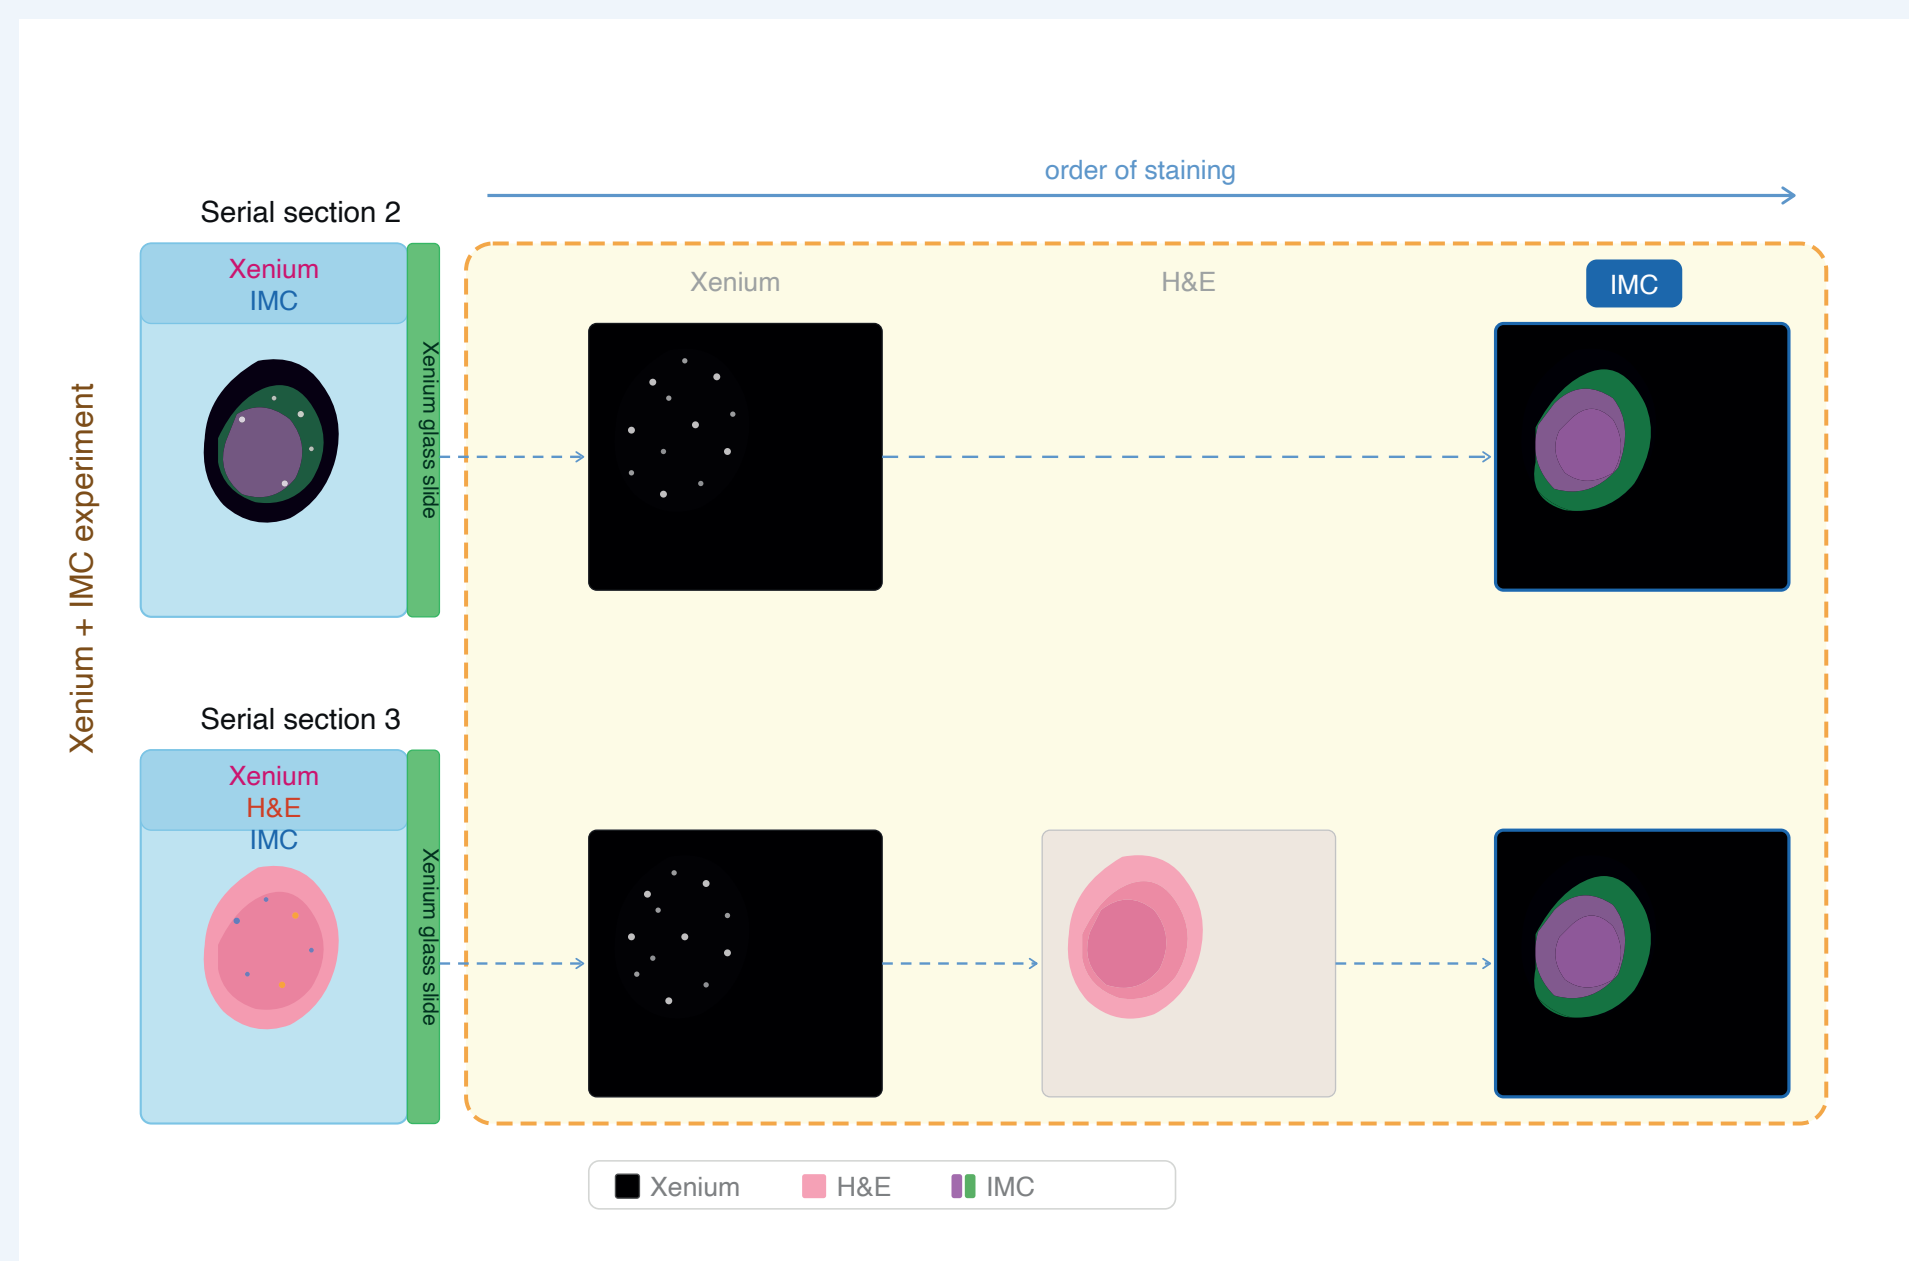 order of staining
Serial section 2
Xenium
IMC
Xenium glass slide
Xenium
H&E
IMC
Xenium + IMC experiment
Serial section 3
Xenium
H&E
IMC
Xenium glass slide
Xenium
H&E
IMC